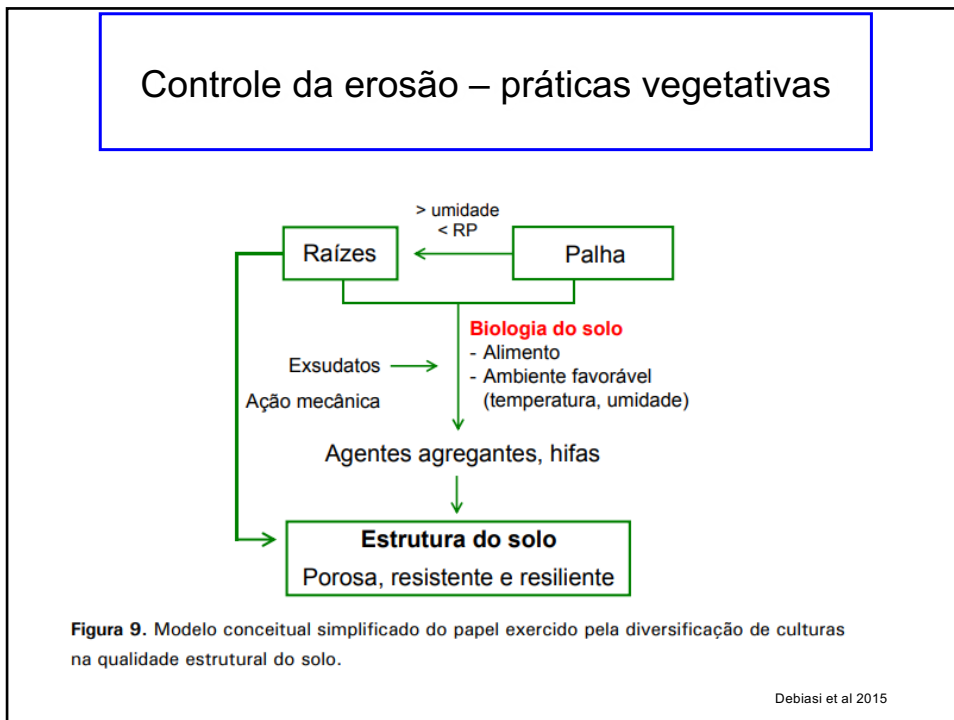 Controle da erosão – práticas vegetativas
> umidade
< RP
Raízes
Palha
Biologia do solo
- Alimento
- Ambiente favorável
(temperatura, umidade)
Exsudatos
Ação mecânica
Agentes agregantes, hifas
Estrutura do solo
Porosa, resistente e resiliente
Figura 9. Modelo conceitual simplificado do papel exercido pela diversificação de culturas
na qualidade estrutural do solo.
Debiasi et al 2015